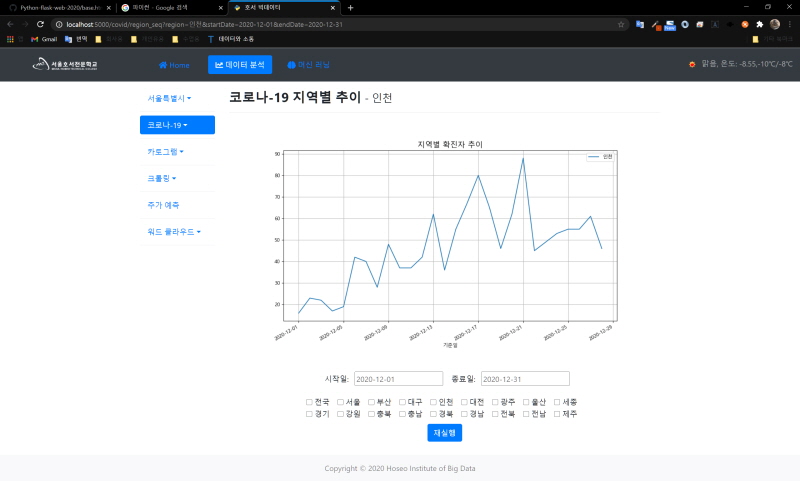 Python-flask-web-2020/base.ht
파이썬 - Google 검색
호서 빅데이터
localhost:5000/covid/region_seq?region=인천&startDate=2020-12-01&endDate=2020-12-31
앱
Gmail
번역
데이터와 소통
서울호서전문학교
Home
데이터 분석
머신 러닝
맑음, 온도: -8.55,-10℃/-8℃
서울특별시
코로나-19
카토그램
크롤링
주가 예측
워드 클라우드
코로나-19 지역별 추이 - 인천
지역별 확진자 추이
인천
90
80
70
60
50
40
30
20
2020-12-01
2020-12-05
2020-12-09
2020-12-13
2020-12-17
2020-12-21
2020-12-25
2020-12-29
기준일
시작일: 2020-12-01 종료일: 2020-12-31
전국 서울 부산 대구 인천 대전 광주 울산 세종
경기 강원 충북 충남 경북 경남 전북 전남 제주
재실행
Copyright © 2020 Hoseo Institute of Big Data